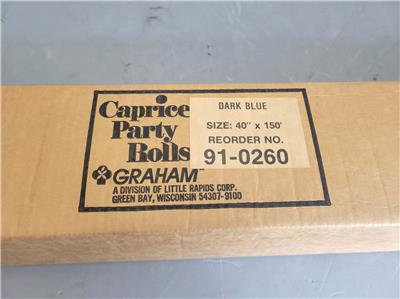 Caprice
Party
Rolls
DARK BLUE
SIZE: 40" x 150'
REORDER NO.
91-0260
GRAHAM™
A DIVISION OF LITTLE RAPIDS CORP.
GREEN BAY, WISCONSIN 54307-9100